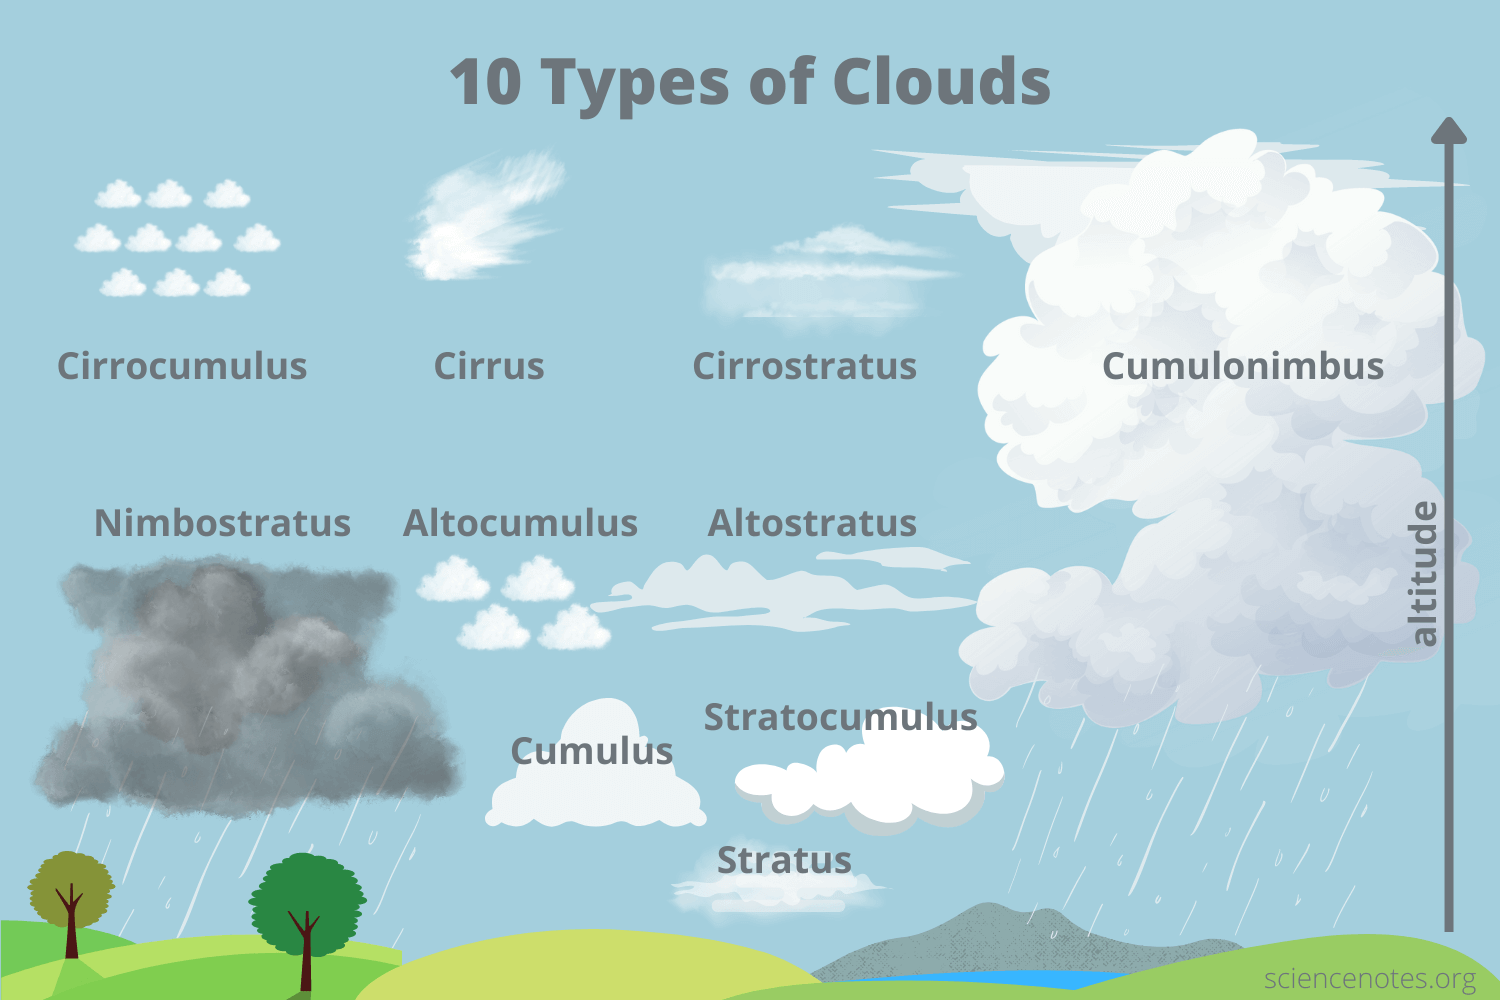 10 Types of Clouds
Cirrocumulus
Cirrus
Cirrostratus
Cumulonimbus
Nimbostratus
Altocumulus
Altostratus
altitude
Stratocumulus
Cumulus
Stratus
sciencenotes.org